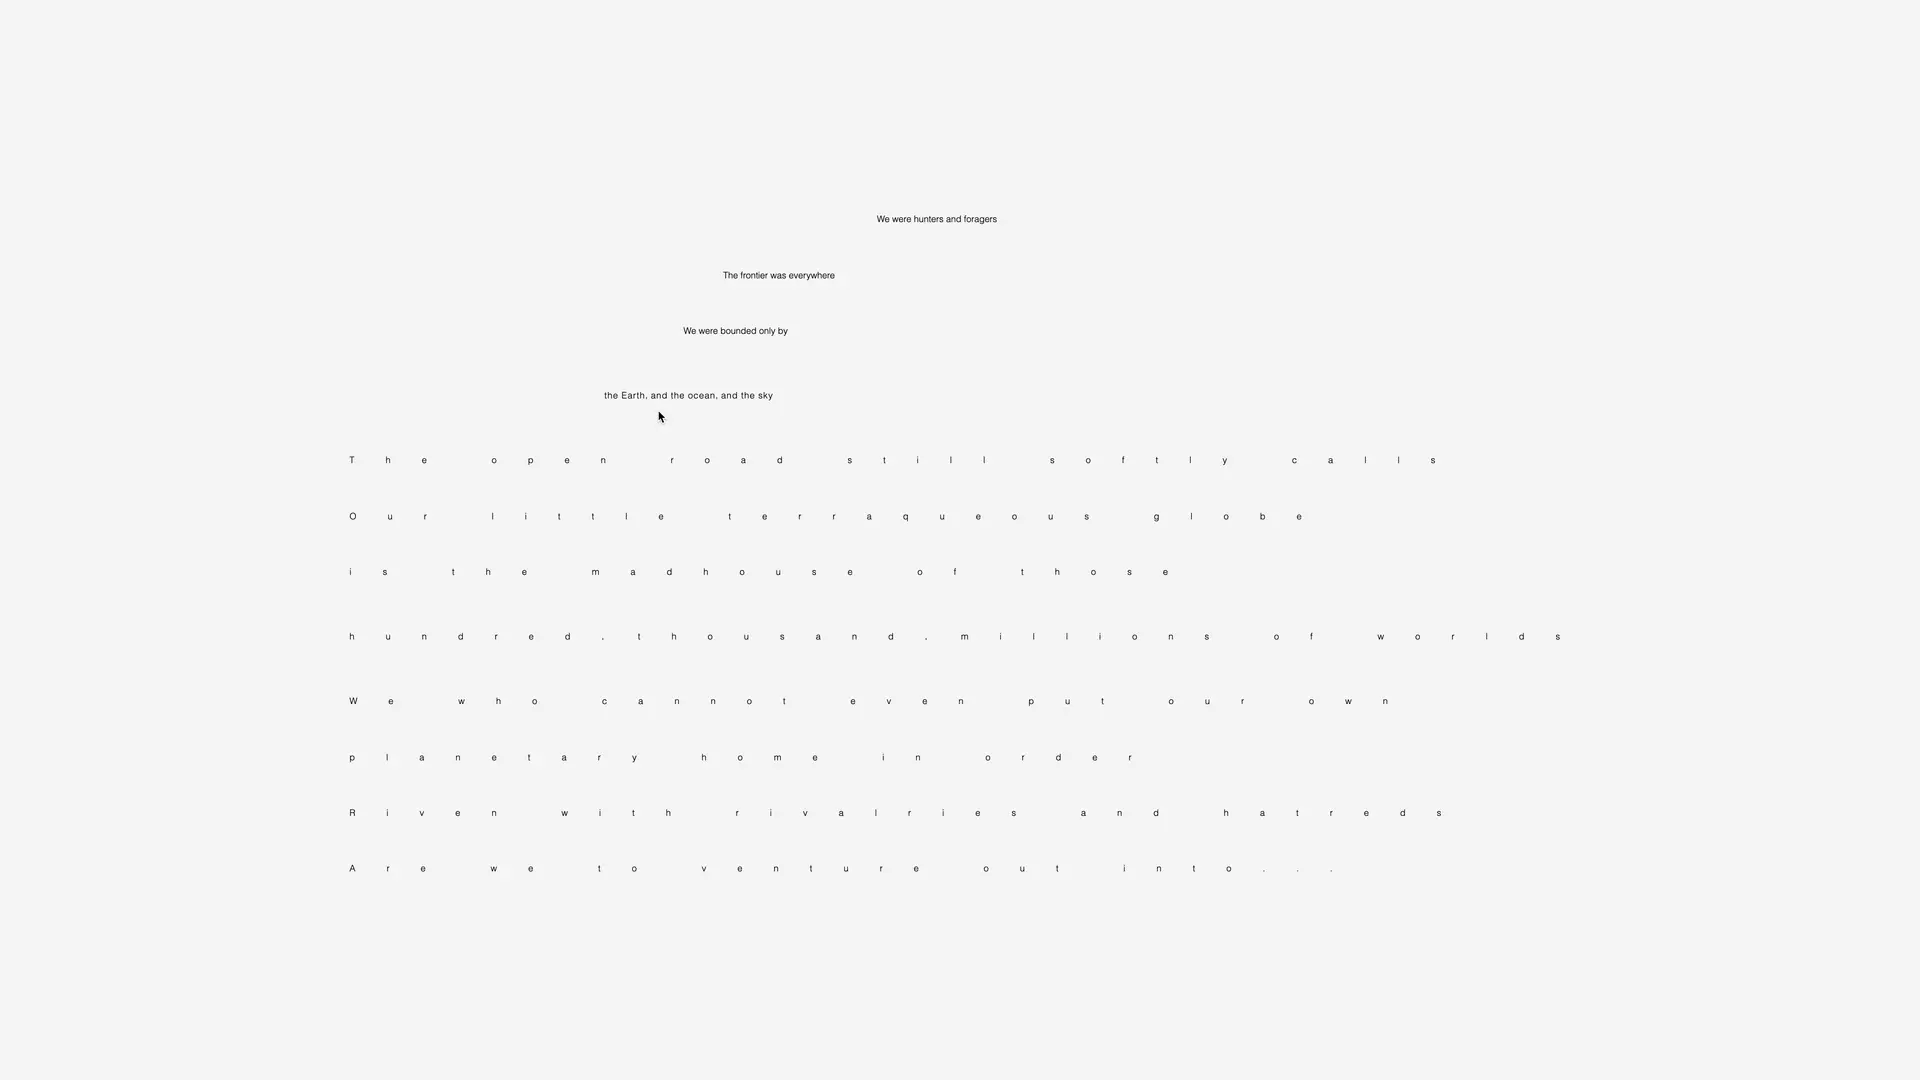 We were hunters and foragers
The frontier was everywhere
We were bounded only by
the Earth, and the ocean, and the sky
The open road still softly calls
Our little terraqueous globe
is the madhouse of those
hundred,thousand,millions of worlds
We who cannot even put our own
planetary home in order
Riven with rivalries and hatreds
Are we to venture out into...